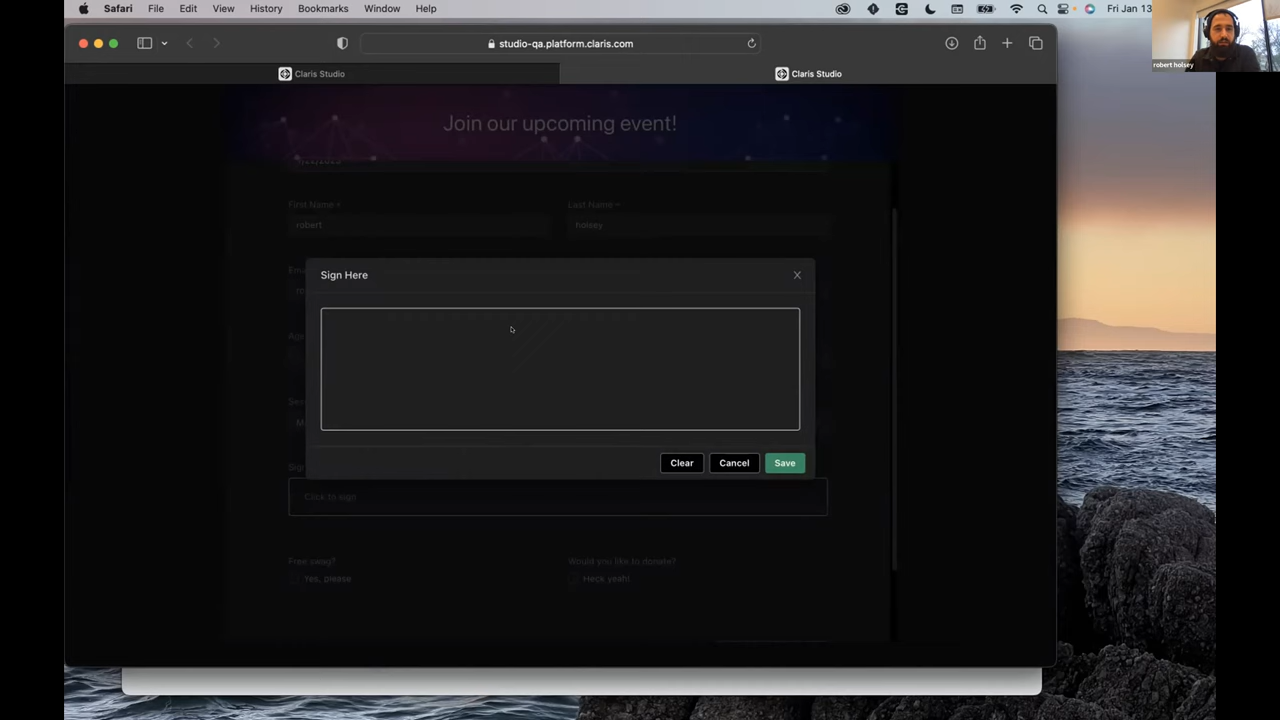 Safari File Edit View History Bookmarks Window Help Fri Jan 13
robert holsey
studio-qa.platform.claris.com
Claris Studio Claris Studio
Join our upcoming event!
First Name * Last Name *
robert holsey
Sign Here
Clear Cancel Save
Click to sign
Free swag? Would you like to donate?
Yes, please Heck yeah!